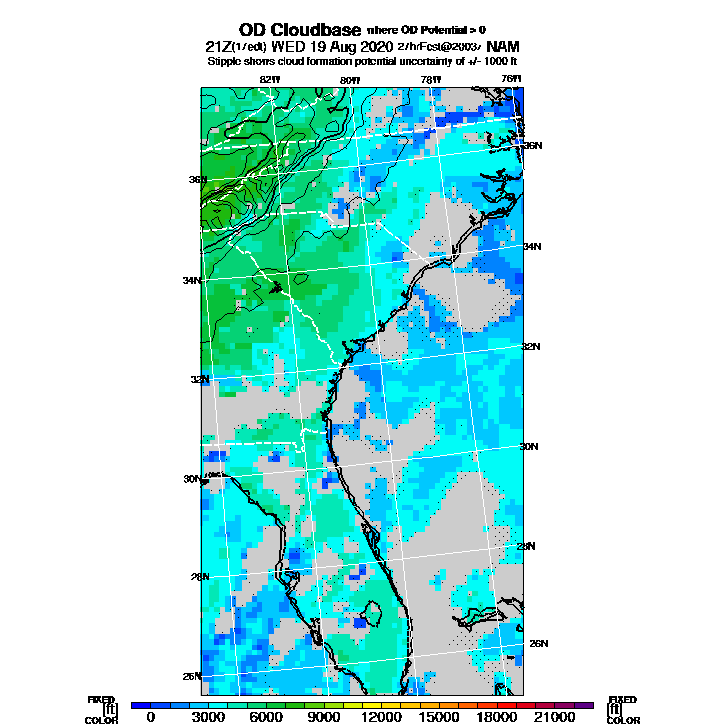 OD Cloudbase where OD Potential > 0
21Z(17edt) WED 19 Aug 2020 27hrFcst@2003z NAM
Stipple shows cloud formation potential uncertainty of +/- 1000 ft
82W 80W 78W 76W
36N
36N
34N
34N
32N
32N
30N
30N
28N
28N
26N
26N
FIXED FIXED
[ft] 0 3000 6000 9000 12000 15000 18000 21000 [ft]
COLOR COLOR